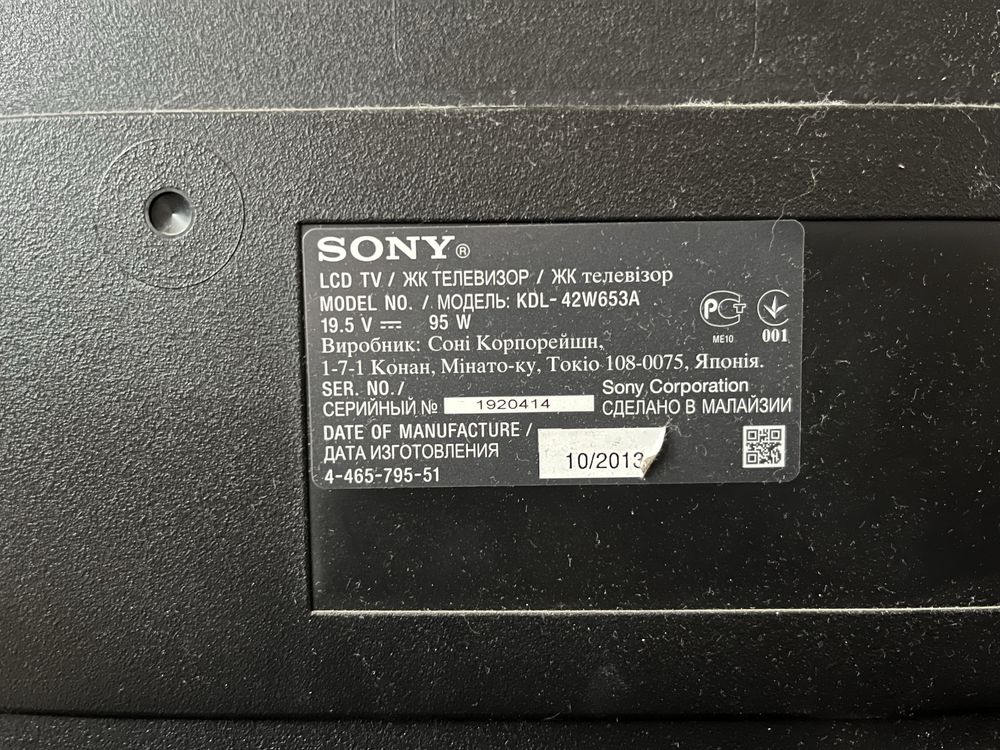 SONY®
LCD TV / ЖК ТЕЛЕВИЗОР / ЖК телевізор
MODEL NO. / МОДЕЛЬ: KDL-42W653A
19.5 V ⎓ 95 W
Виробник: Соні Корпорейшн,
1-7-1 Конан, Мінато-ку, Токіо 108-0075, Японія.
РСТ
ME10
001
SER. NO. /
СЕРИЙНЫЙ № 1920414
Sony Corporation
СДЕЛАНО В МАЛАЙЗИИ
DATE OF MANUFACTURE /
ДАТА ИЗГОТОВЛЕНИЯ 10/2013
4-465-795-51